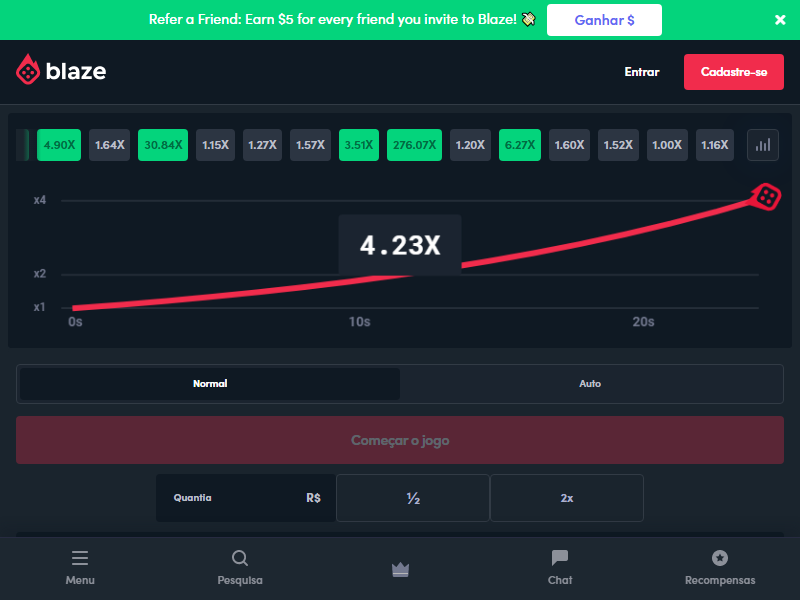 Refer a Friend: Earn $5 for every friend you invite to Blaze! 💸 Ganhar $
blaze Entrar Cadastre-se
4.90X 1.64X 30.84X 1.15X 1.27X 1.57X 3.51X 276.07X 1.20X 6.27X 1.60X 1.52X 1.00X 1.16X
x4
4.23X
x2
x1
0s 10s 20s
Normal Auto
Começar o jogo
Quantia R$ ½ 2x
Menu Pesquisa Chat Recompensas